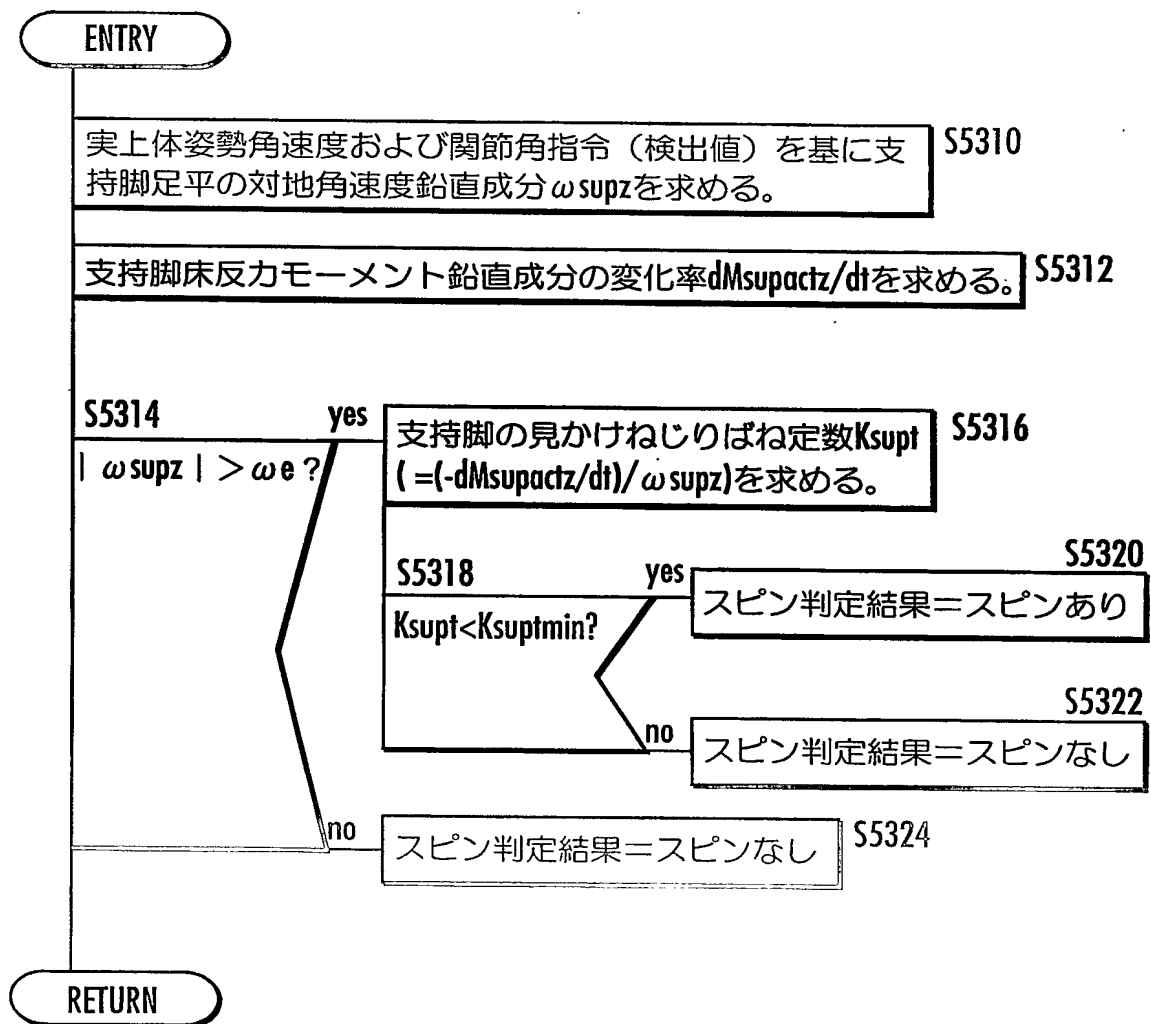 ENTRY
実上体姿勢角速度および関節角指令（検出値）を基に支
持脚足平の対地角速度鉛直成分ωsupzを求める。
S5310
支持脚床反力モーメント鉛直成分の変化率dMsupactz/dtを求める。
S5312
S5314
yes
| ωsupz | > ωe ?
支持脚の見かけねじりばね定数Ksupt
( =(-dMsupactz/dt)/ωsupz)を求める。
S5316
S5318
yes
Ksupt<Ksuptmin?
S5320
スピン判定結果＝スピンあり
S5322
no
スピン判定結果＝スピンなし
no
スピン判定結果＝スピンなし
S5324
RETURN